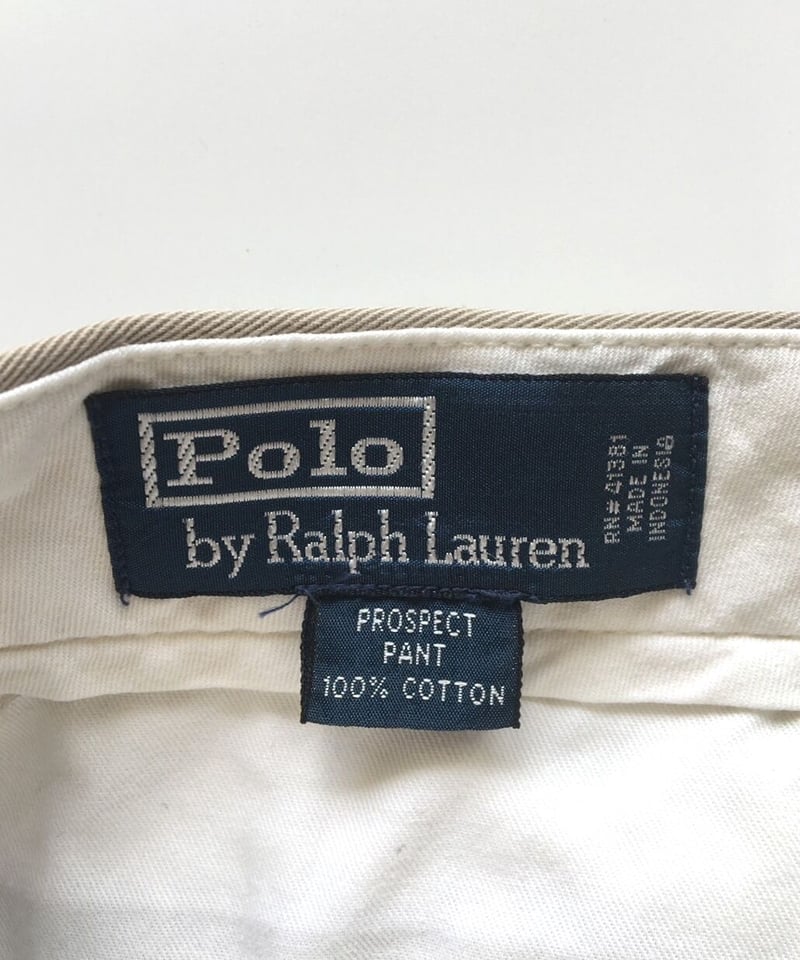 Polo
by Ralph Lauren
RN# 41381
MADE IN
INDONESIA
PROSPECT
PANT
100% COTTON